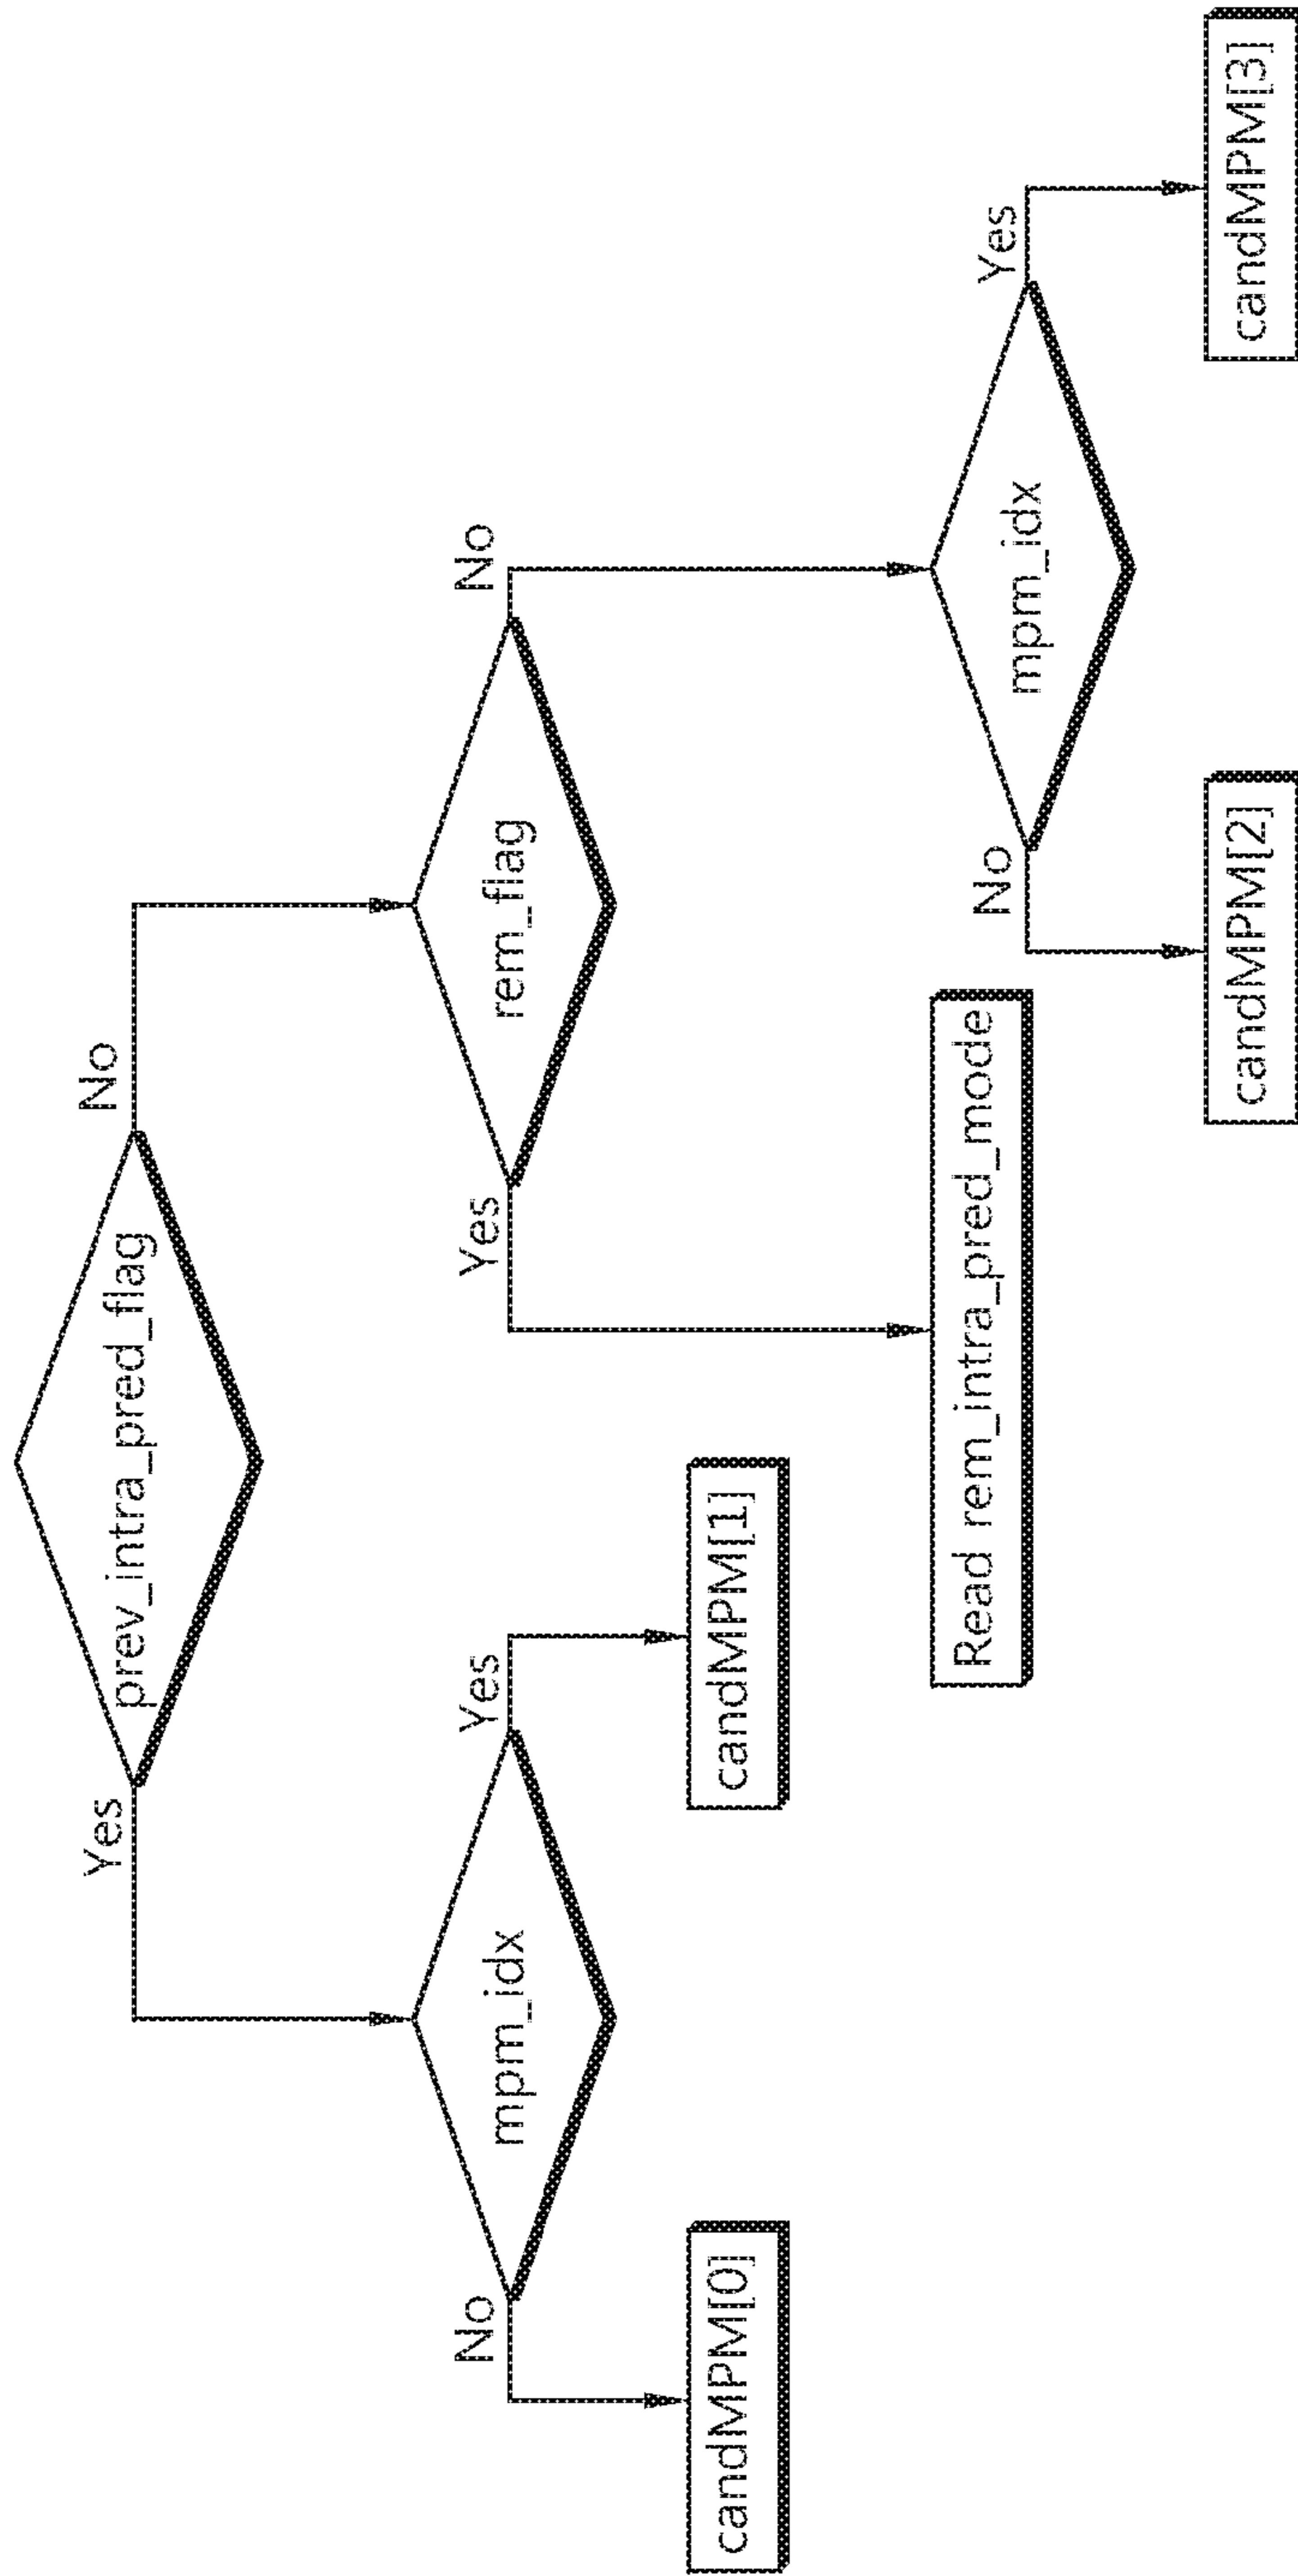 prev_intra_pred_flag
Yes
No
mpm_idx
No
Yes
rem_flag
Yes
No
candMPM[0]
candMPM[1]
Read rem_intra_pred_mode
mpm_idx
No
Yes
candMPM[2]
candMPM[3]